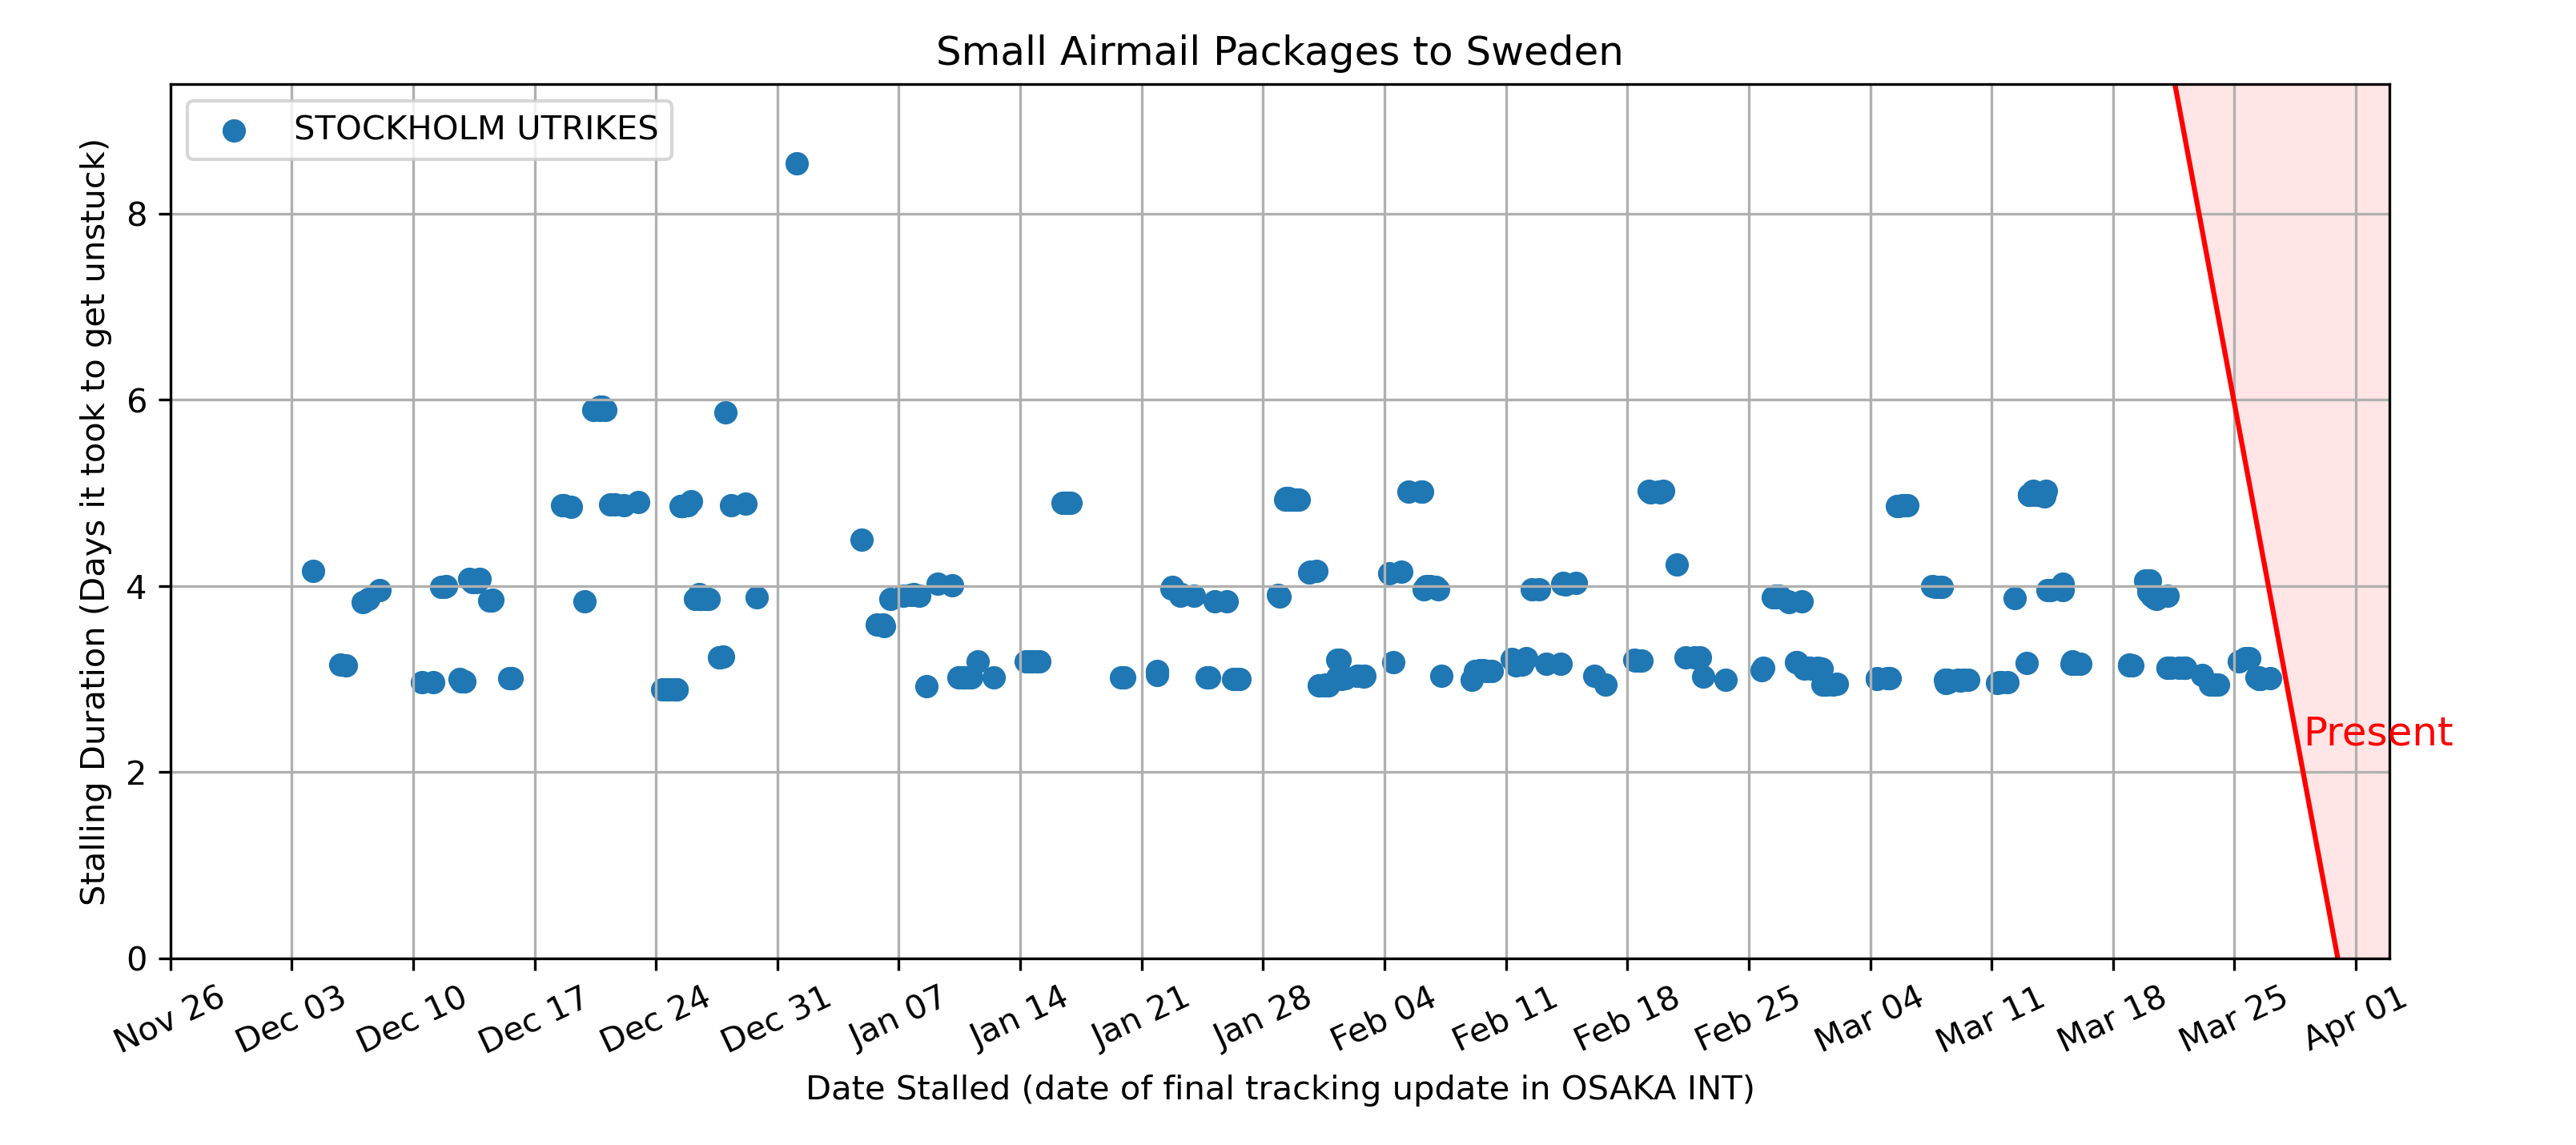 Small Airmail Packages to Sweden
STOCKHOLM UTRIKES
Stalling Duration (Days it took to get unstuck)
8
6
4
2
0
Present
Nov 26
Dec 03
Dec 10
Dec 17
Dec 24
Dec 31
Jan 07
Jan 14
Jan 21
Jan 28
Feb 04
Feb 11
Feb 18
Feb 25
Mar 04
Mar 11
Mar 18
Mar 25
Apr 01
Date Stalled (date of final tracking update in OSAKA INT)